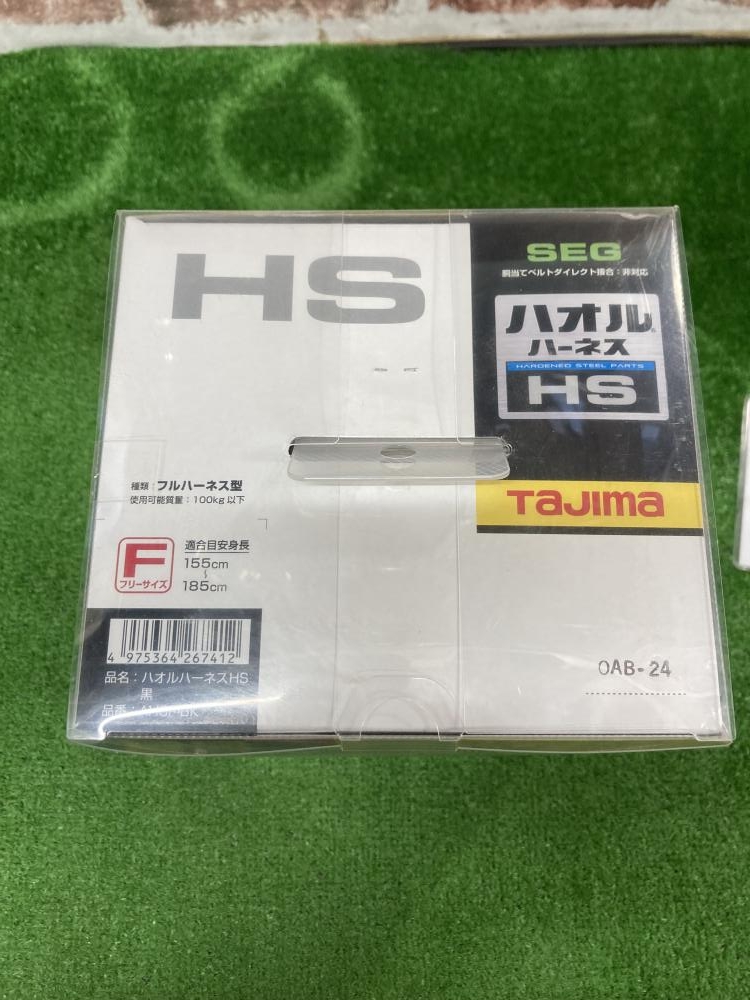 HS
SEG
胴当てベルトダイレクト接合：非対応
ハオル
ハーネス
HARDENED STEEL PARTS
HS
TaJIma
種類：フルハーネス型
使用可能質量：100kg以下
F
フリーサイズ
適合目安身長
155cm
〜
185cm
4 975364 267412
品名：ハオルハーネスHS
黒
品番：
OAB-24